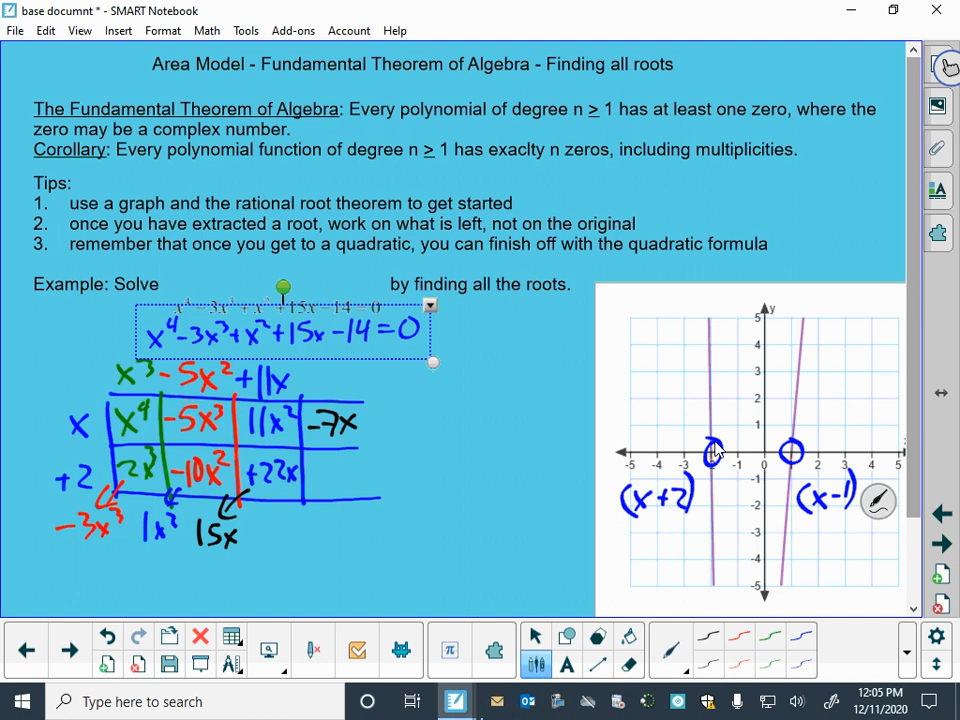 base documnt * - SMART Notebook
File Edit View Insert Format Math Tools Add-ons Account Help
Area Model - Fundamental Theorem of Algebra - Finding all roots
The Fundamental Theorem of Algebra: Every polynomial of degree n ≥ 1 has at least one zero, where the
zero may be a complex number.
Corollary: Every polynomial function of degree n ≥ 1 has exaclty n zeros, including multiplicities.
Tips:
1. use a graph and the rational root theorem to get started
2. once you have extracted a root, work on what is left, not on the original
3. remember that once you get to a quadratic, you can finish off with the quadratic formula
Example: Solve by finding all the roots.
x⁴ - 3x³ + x² + 15x - 14 = 0
x⁴ - 3x³ + x² + 15x - 14 = 0
x³ - 5x² + 11x
x x⁴ -5x³ 11x² -7x
+2 2x³ -10x² +22x
-3x³ 1x² 15x
y
5
4
3
2
1
-5 -4 -3 -1 0 2 3 4 5
-1
-2
-3
-4
-5
(x+2) (x-1)
π
A
Type here to search
12:05 PM
12/11/2020